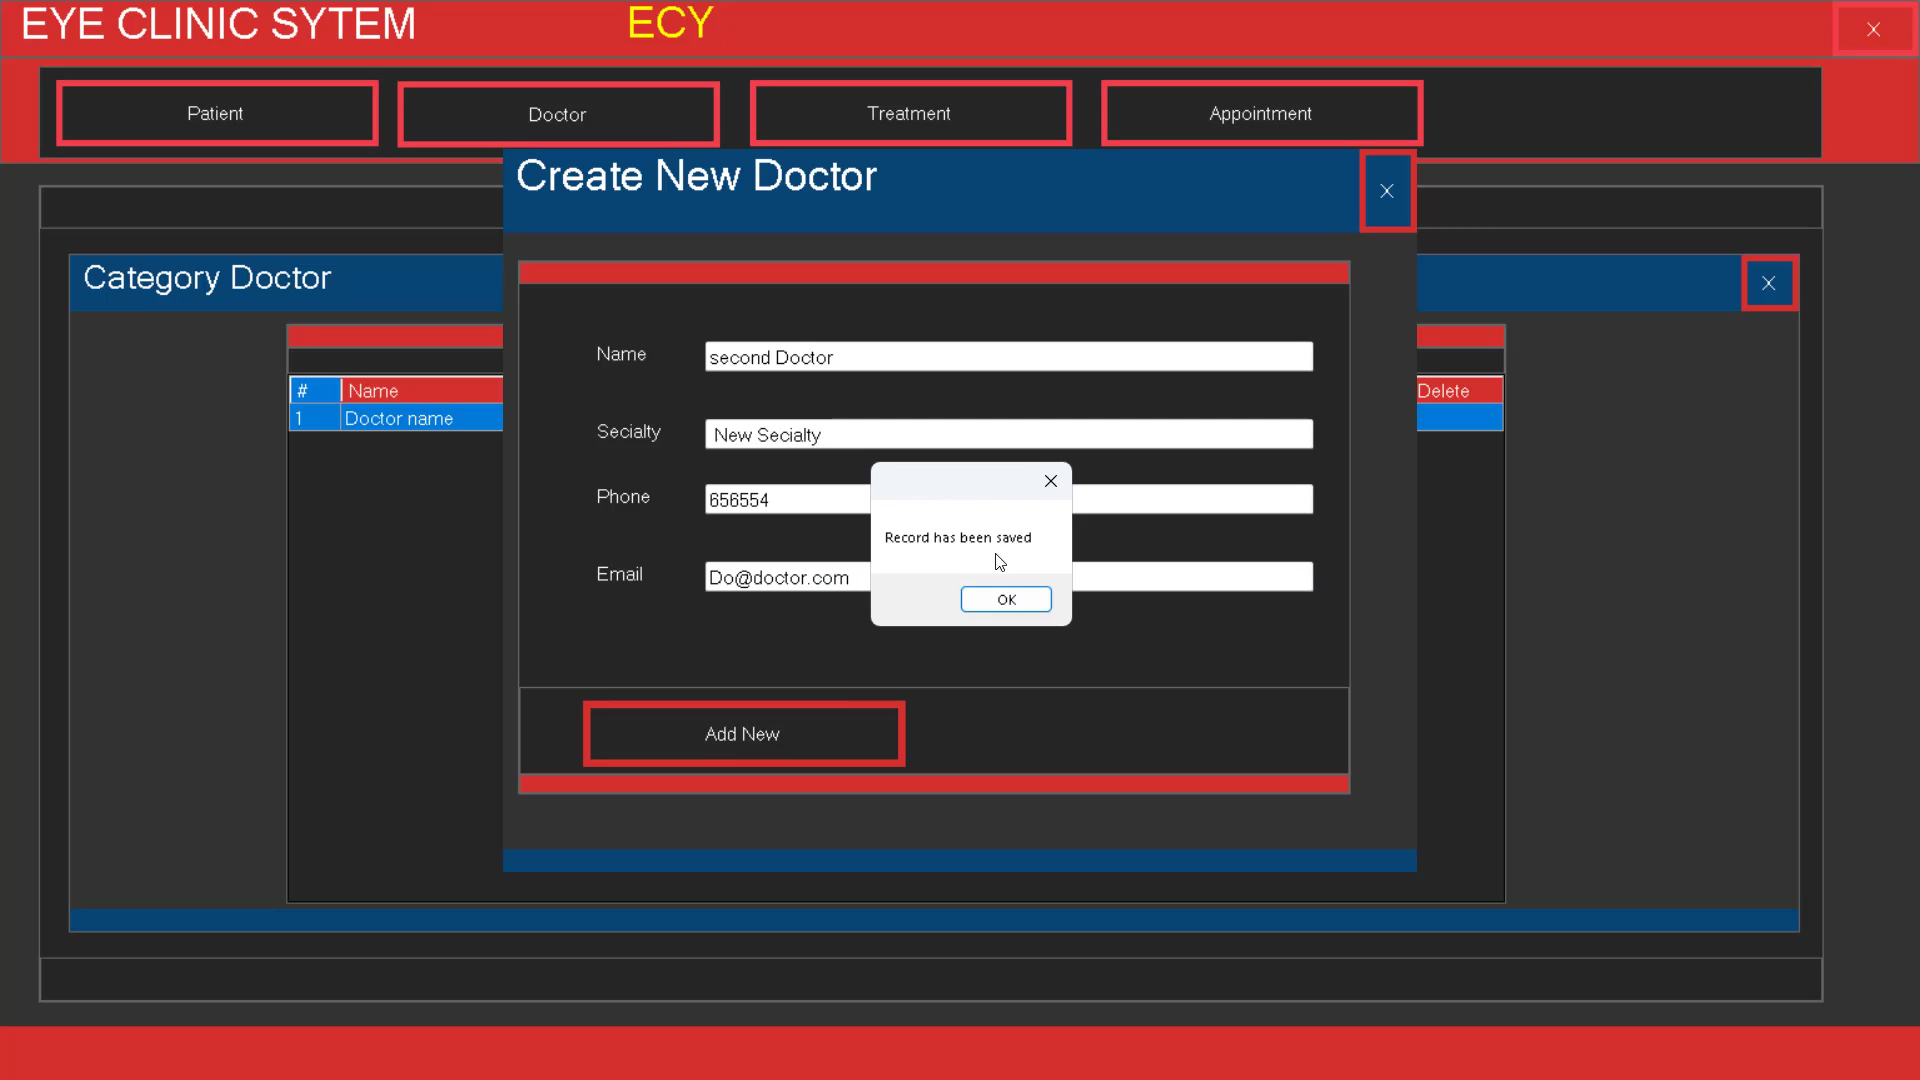 EYE CLINIC SYTEM
ECY
Patient
Doctor
Treatment
Appointment
Create New Doctor
Category Doctor
# Name
Delete
1 Doctor name
Name
second Doctor
Secialty
New Secialty
Phone
656554
Email
Do@doctor.com
Record has been saved
OK
Add New